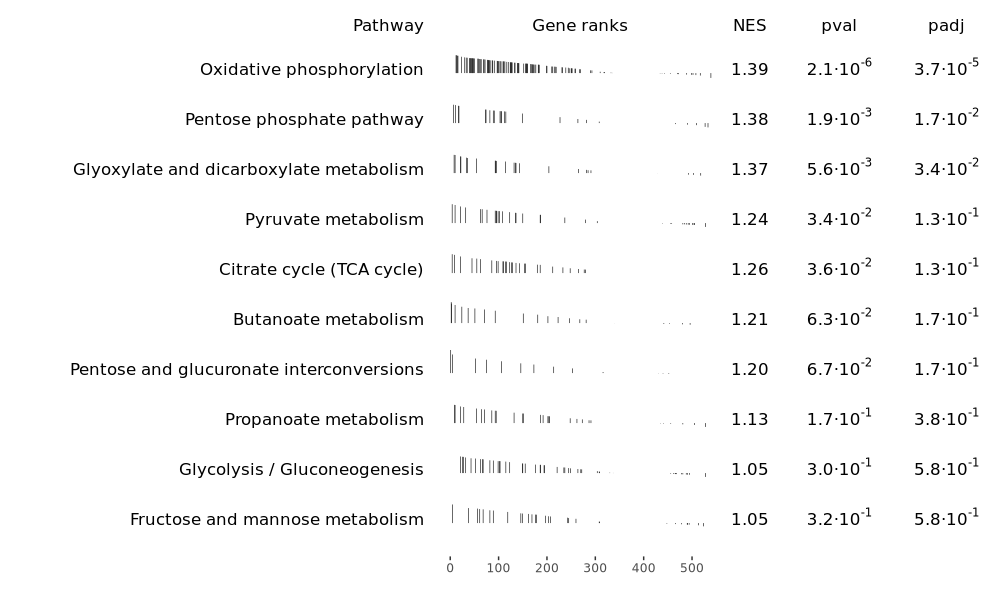 Pathway Gene ranks NES pval padj
Oxidative phosphorylation 1.39 2.1·10⁻⁶ 3.7·10⁻⁵
Pentose phosphate pathway 1.38 1.9·10⁻³ 1.7·10⁻²
Glyoxylate and dicarboxylate metabolism 1.37 5.6·10⁻³ 3.4·10⁻²
Pyruvate metabolism 1.24 3.4·10⁻² 1.3·10⁻¹
Citrate cycle (TCA cycle) 1.26 3.6·10⁻² 1.3·10⁻¹
Butanoate metabolism 1.21 6.3·10⁻² 1.7·10⁻¹
Pentose and glucuronate interconversions 1.20 6.7·10⁻² 1.7·10⁻¹
Propanoate metabolism 1.13 1.7·10⁻¹ 3.8·10⁻¹
Glycolysis / Gluconeogenesis 1.05 3.0·10⁻¹ 5.8·10⁻¹
Fructose and mannose metabolism 1.05 3.2·10⁻¹ 5.8·10⁻¹
0 100 200 300 400 500